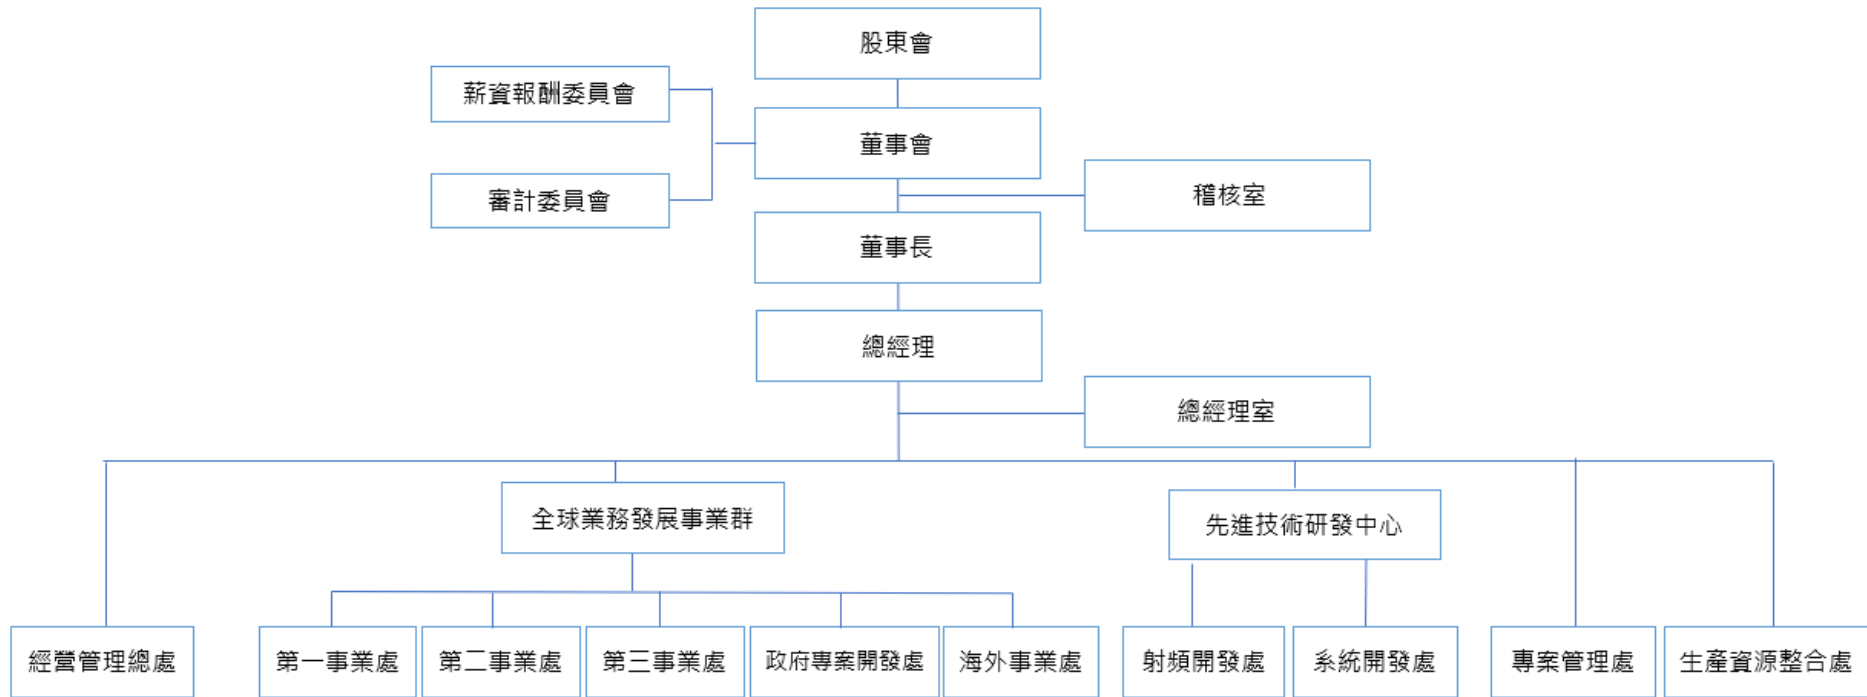 股東會
薪資報酬委員會
董事會
審計委員會
稽核室
董事長
總經理
總經理室
全球業務發展事業群
先進技術研發中心
經營管理總處
第一事業處
第二事業處
第三事業處
政府專案開發處
海外事業處
射頻開發處
系統開發處
專案管理處
生產資源整合處